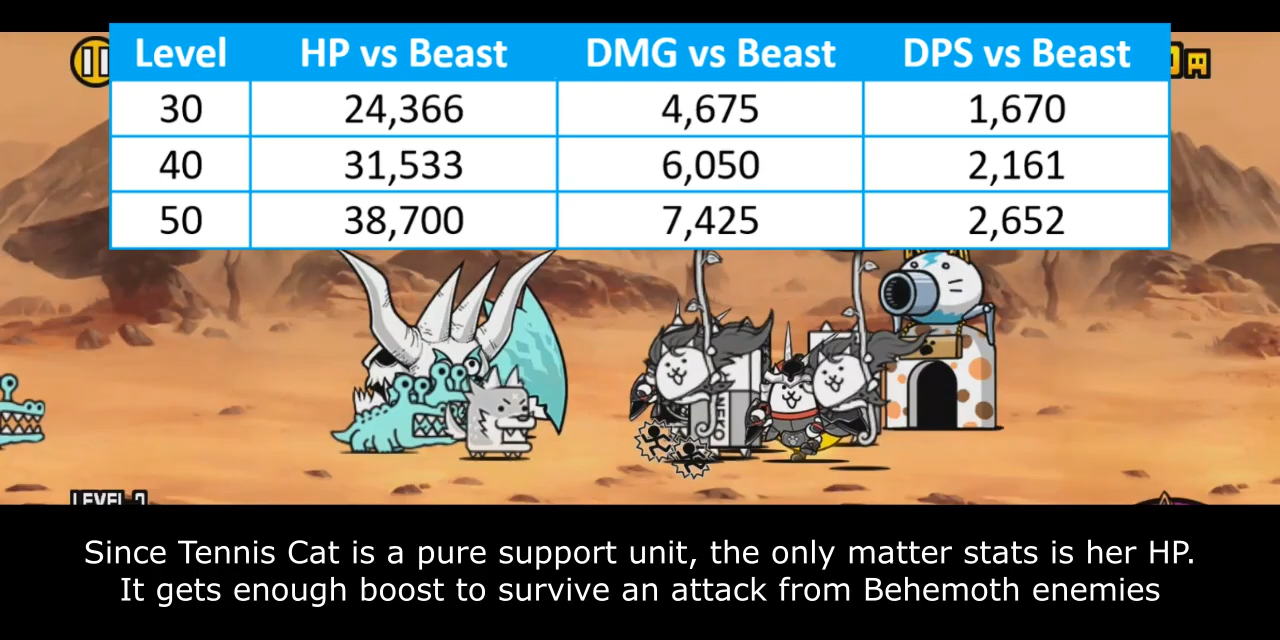 Level HP vs Beast DMG vs Beast DPS vs Beast
30 24,366 4,675 1,670
40 31,533 6,050 2,161
50 38,700 7,425 2,652
NEKO
LEVEL
Since Tennis Cat is a pure support unit, the only matter stats is her HP.
It gets enough boost to survive an attack from Behemoth enemies